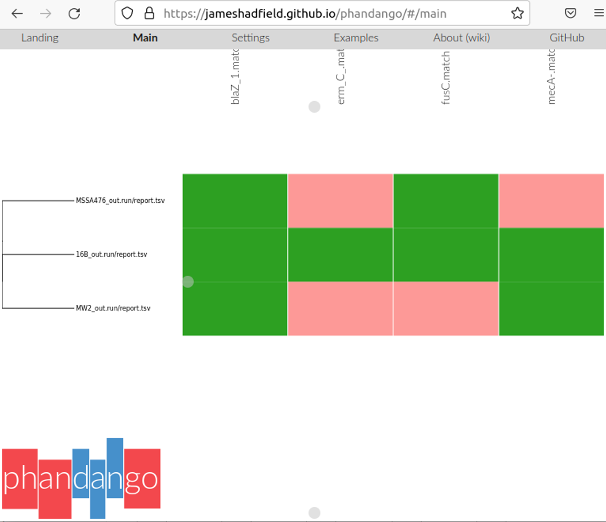 https://jameshadfield.github.io/phandango/#/main
Landing Main Settings Examples About (wiki) GitHub
blaZ_1.matc
erm_C_.mat
fusC.match
mecA-.matc
MSSA476_out.run/report.tsv
16B_out.run/report.tsv
MW2_out.run/report.tsv
phandango